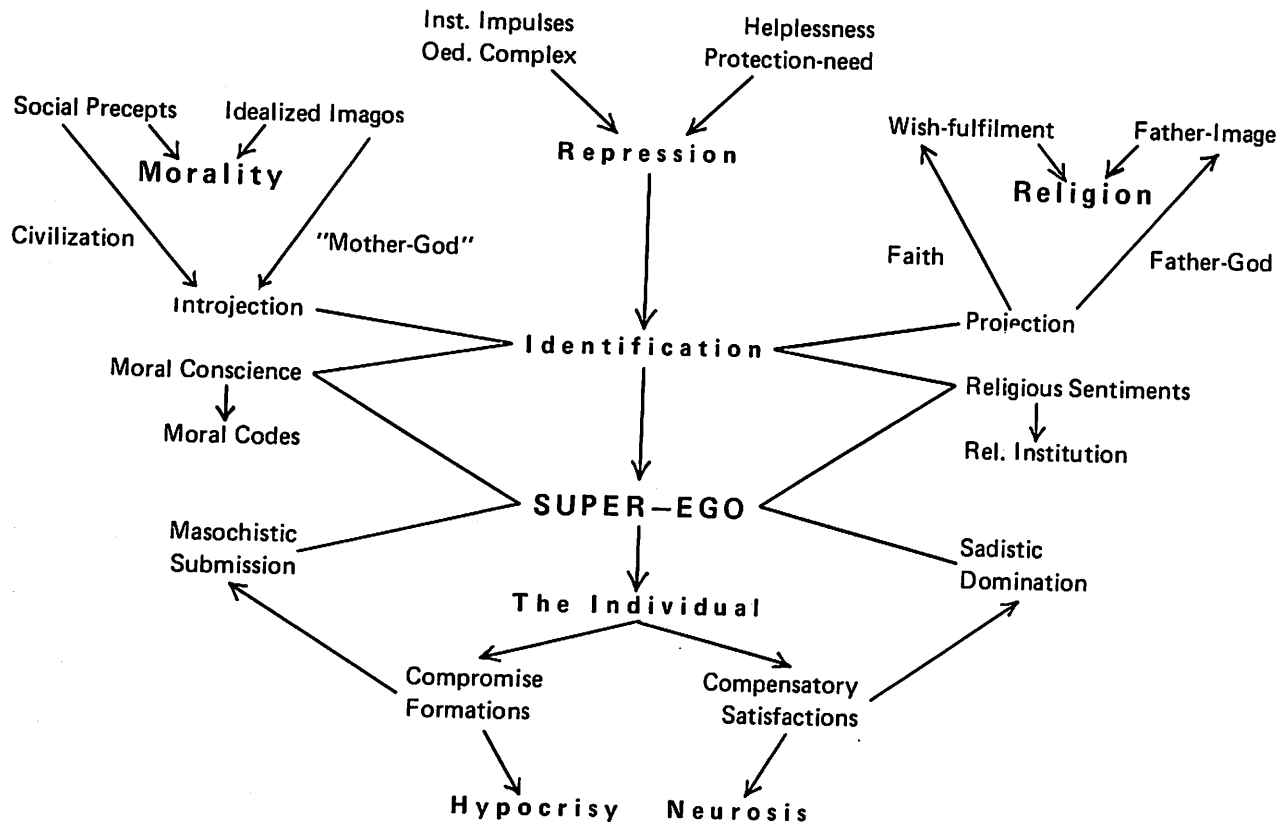 Inst. Impulses
Oed. Complex
Helplessness
Protection-need
Social Precepts
Idealized Imagos
Morality
Repression
Wish-fulfilment
Father-Image
Religion
Civilization
"Mother-God"
Faith
Father-God
Introjection
Projection
Identification
Moral Conscience
Religious Sentiments
Moral Codes
Rel. Institution
SUPER–EGO
Masochistic
Submission
Sadistic
Domination
The Individual
Compromise
Formations
Compensatory
Satisfactions
Hypocrisy
Neurosis